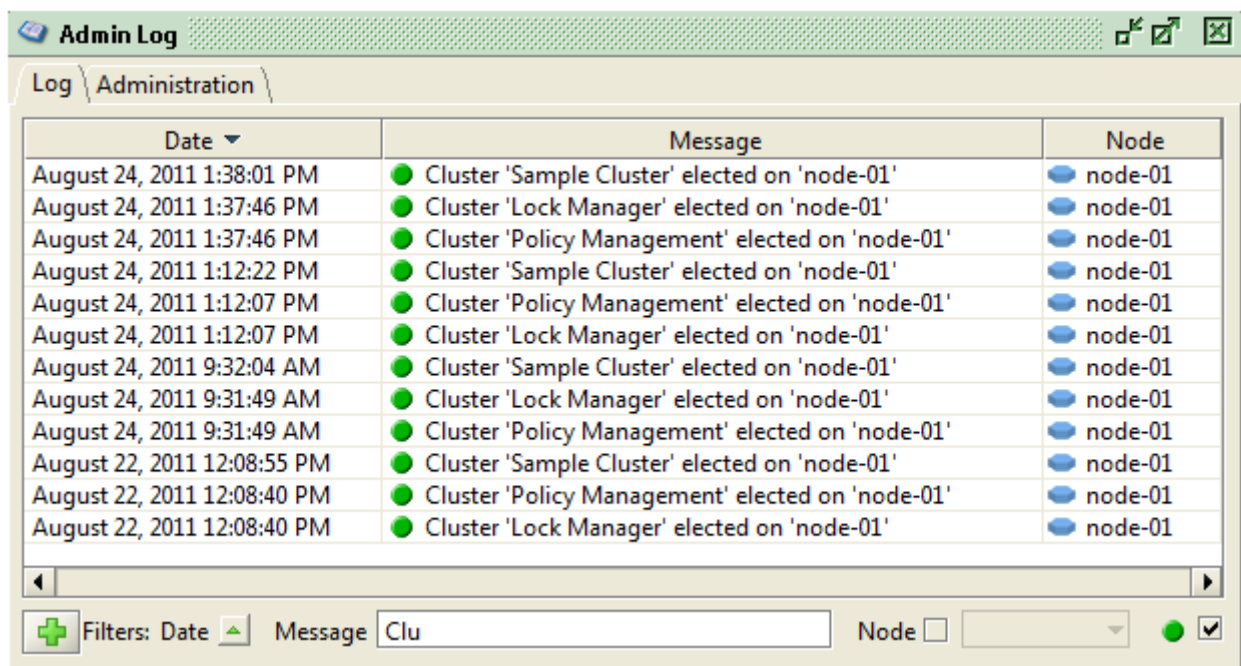 Admin Log
Log Administration
Date Message Node
August 24, 2011 1:38:01 PM Cluster 'Sample Cluster' elected on 'node-01' node-01
August 24, 2011 1:37:46 PM Cluster 'Lock Manager' elected on 'node-01' node-01
August 24, 2011 1:37:46 PM Cluster 'Policy Management' elected on 'node-01' node-01
August 24, 2011 1:12:22 PM Cluster 'Sample Cluster' elected on 'node-01' node-01
August 24, 2011 1:12:07 PM Cluster 'Policy Management' elected on 'node-01' node-01
August 24, 2011 1:12:07 PM Cluster 'Lock Manager' elected on 'node-01' node-01
August 24, 2011 9:32:04 AM Cluster 'Sample Cluster' elected on 'node-01' node-01
August 24, 2011 9:31:49 AM Cluster 'Lock Manager' elected on 'node-01' node-01
August 24, 2011 9:31:49 AM Cluster 'Policy Management' elected on 'node-01' node-01
August 22, 2011 12:08:55 PM Cluster 'Sample Cluster' elected on 'node-01' node-01
August 22, 2011 12:08:40 PM Cluster 'Policy Management' elected on 'node-01' node-01
August 22, 2011 12:08:40 PM Cluster 'Lock Manager' elected on 'node-01' node-01
Filters: Date Message Clu Node